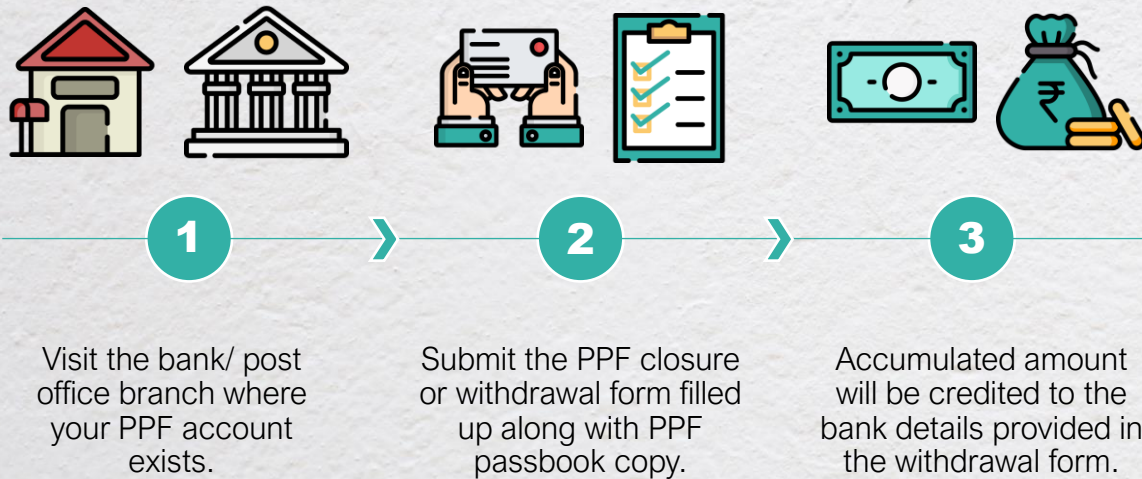 ₹
1
2
3
Visit the bank/ post
office branch where
your PPF account
exists.
Submit the PPF closure
or withdrawal form filled
up along with PPF
passbook copy.
Accumulated amount
will be credited to the
bank details provided in
the withdrawal form.